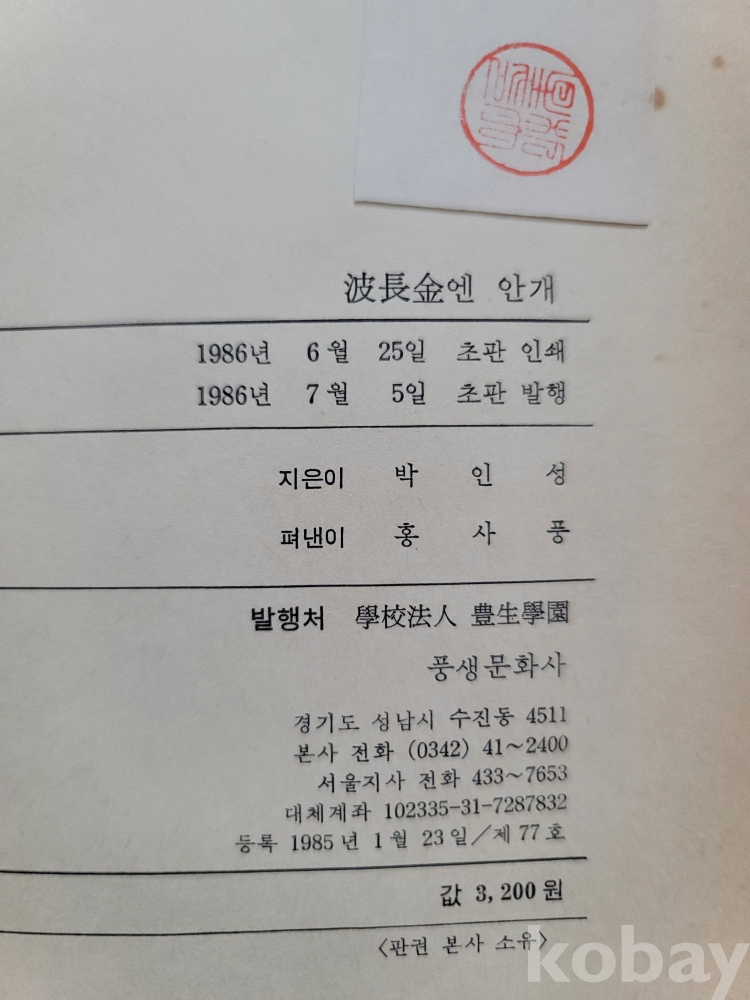 波長金엔 안개
1986년 6월 25일 초판 인쇄
1986년 7월 5일 초판 발행
지은이 박 인 성
펴낸이 홍 사 풍
발행처 學校法人 豊生學園
풍생문화사
경기도 성남시 수진동 4511
본사 전화 (0342) 41~2400
서울지사 전화 433~7653
대체계좌 102335-31-7287832
등록 1985년 1월 23일/제77호
값 3,200원
<판권 본사 소유>
kobay